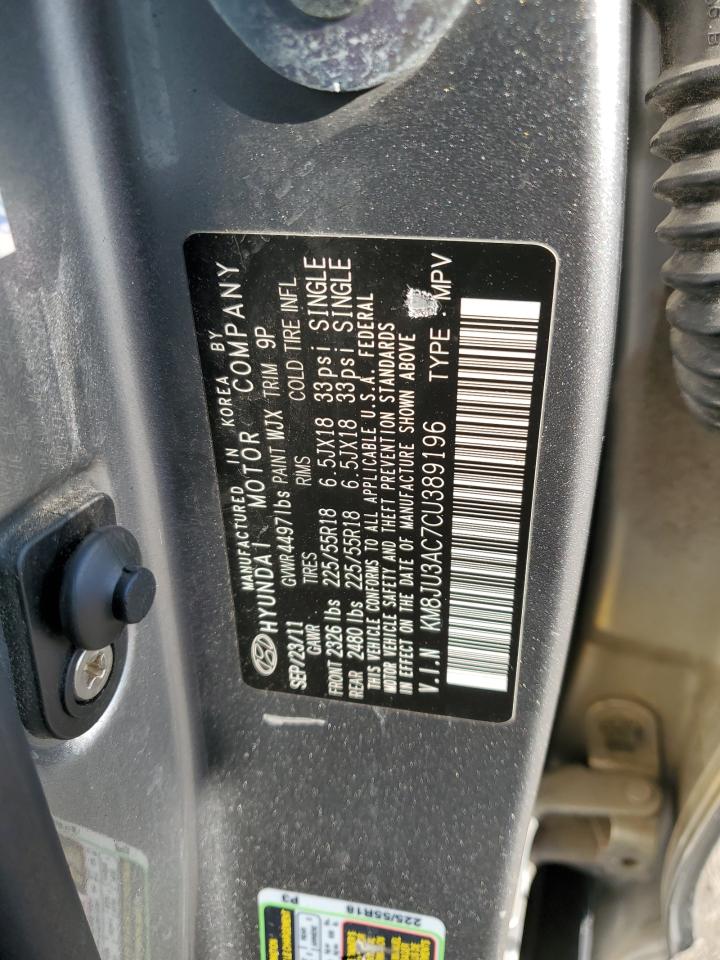 MANUFACTURED IN KOREA BY
HYUNDAI MOTOR COMPANY
SEP/23/11 GVWR 4497lbs PAINT WJX TRIM 9P
GAWR TIRES RIMS COLD TIRE INFL
FRONT 2326 lbs 225/55R18 6.5JX18 33psi SINGLE
REAR 2480 lbs 225/55R18 6.5JX18 33psi SINGLE
THIS VEHICLE CONFORMS TO ALL APPLICABLE U.S.A. FEDERAL
MOTOR VEHICLE SAFETY AND THEFT PREVENTION STANDARDS
IN EFFECT ON THE DATE OF MANUFACTURE SHOWN ABOVE
V.I.N KM8JU3AC7CU389196 TYPE MPV
P3
225/55R18